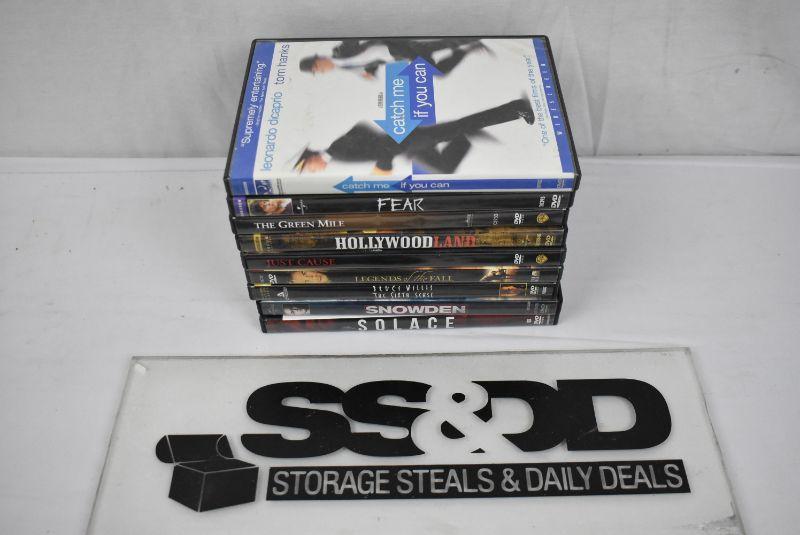 "Supremely entertaining."
leonardo dicaprio tom hanks
catch me
if you can
"One of the best films of the year."
WIDESCREEN
catch me if you can
FEAR
THE GREEN MILE
HOLLYWOODLAND
JUST CAUSE
LEGENDS of the FALL
BRUCE WILLIS
THE SIXTH SENSE
SNOWDEN
SOLACE
SS&DD
STORAGE STEALS & DAILY DEALS